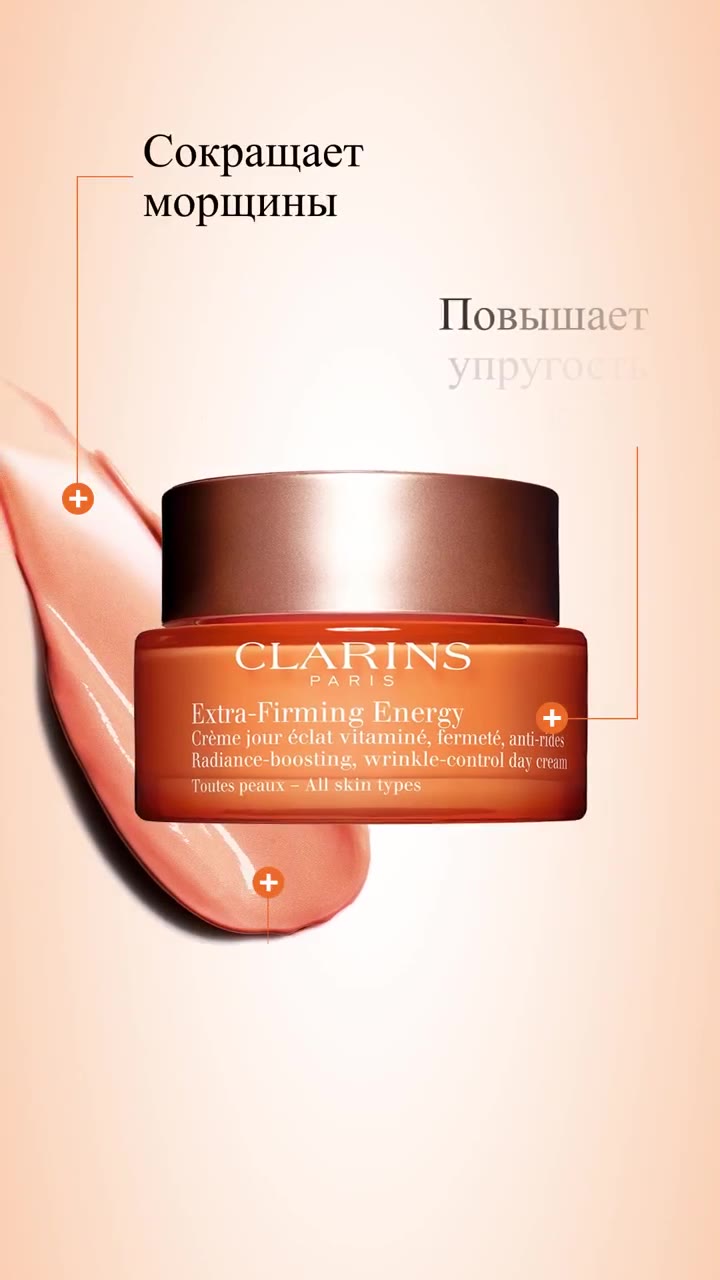 Сокращает
морщины
Повышает
упругость
CLARINS
PARIS
Extra-Firming Energy
Crème jour éclat vitaminé, fermeté, anti-rides
Radiance-boosting, wrinkle-control day cream
Toutes peaux – All skin types